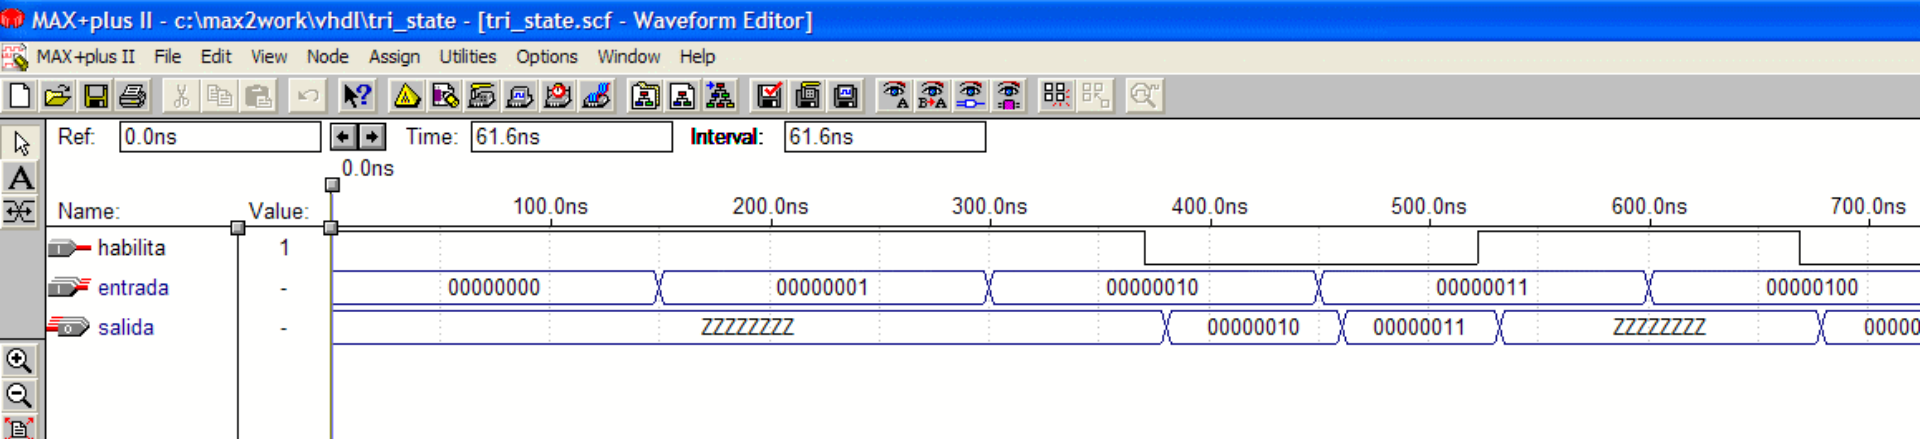 MAX+plus II - c:\max2work\vhdl\tri_state - [tri_state.scf - Waveform Editor]
MAX+plus II File Edit View Node Assign Utilities Options Window Help
Ref: 0.0ns Time: 61.6ns Interval: 61.6ns
0.0ns
Name: Value: 100.0ns 200.0ns 300.0ns 400.0ns 500.0ns 600.0ns 700.0ns
habilita 1
entrada - 00000000 00000001 00000010 00000011 00000100
salida - ZZZZZZZZ 00000010 00000011 ZZZZZZZZ 00000